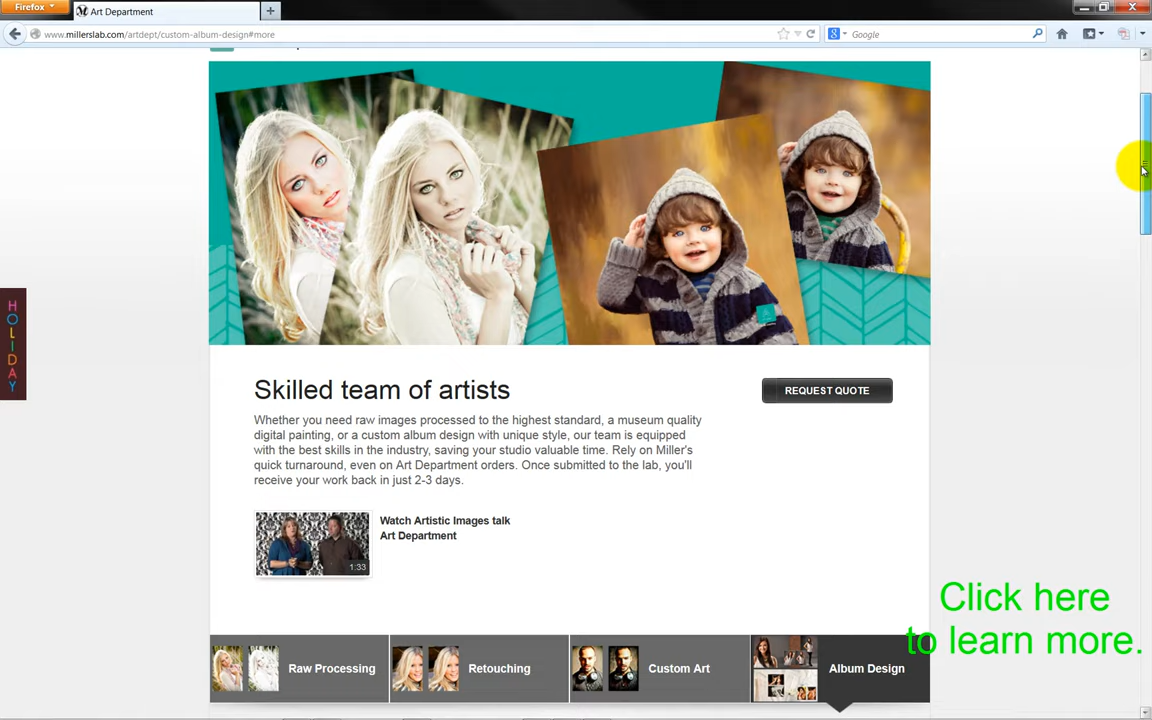 Firefox
Art Department
www.millerslab.com/artdept/custom-album-design#more
Google
HOLIDAY
Skilled team of artists
REQUEST QUOTE
Whether you need raw images processed to the highest standard, a museum quality
digital painting, or a custom album design with unique style, our team is equipped
with the best skills in the industry, saving your studio valuable time. Rely on Miller's
quick turnaround, even on Art Department orders. Once submitted to the lab, you'll
receive your work back in just 2-3 days.
Watch Artistic Images talk
Art Department
1:33
Click here
to learn more.
Raw Processing
Retouching
Custom Art
Album Design